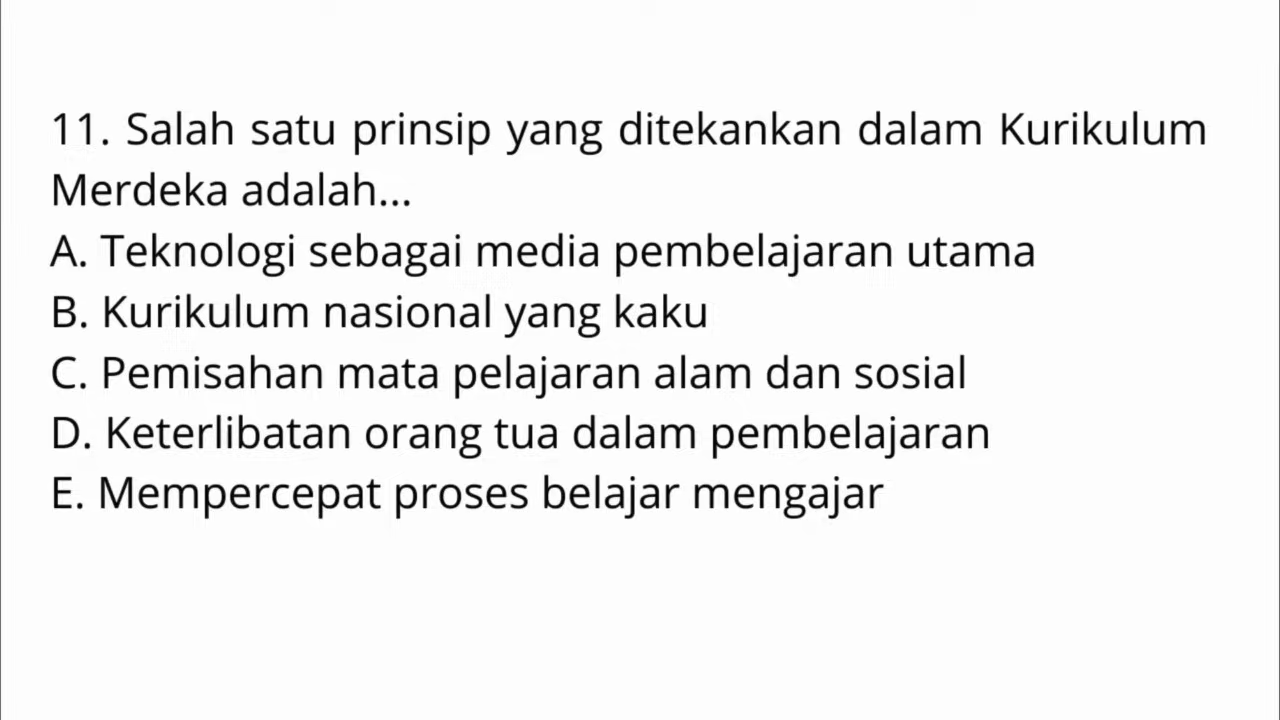 11. Salah satu prinsip yang ditekankan dalam Kurikulum
Merdeka adalah...
A. Teknologi sebagai media pembelajaran utama
B. Kurikulum nasional yang kaku
C. Pemisahan mata pelajaran alam dan sosial
D. Keterlibatan orang tua dalam pembelajaran
E. Mempercepat proses belajar mengajar